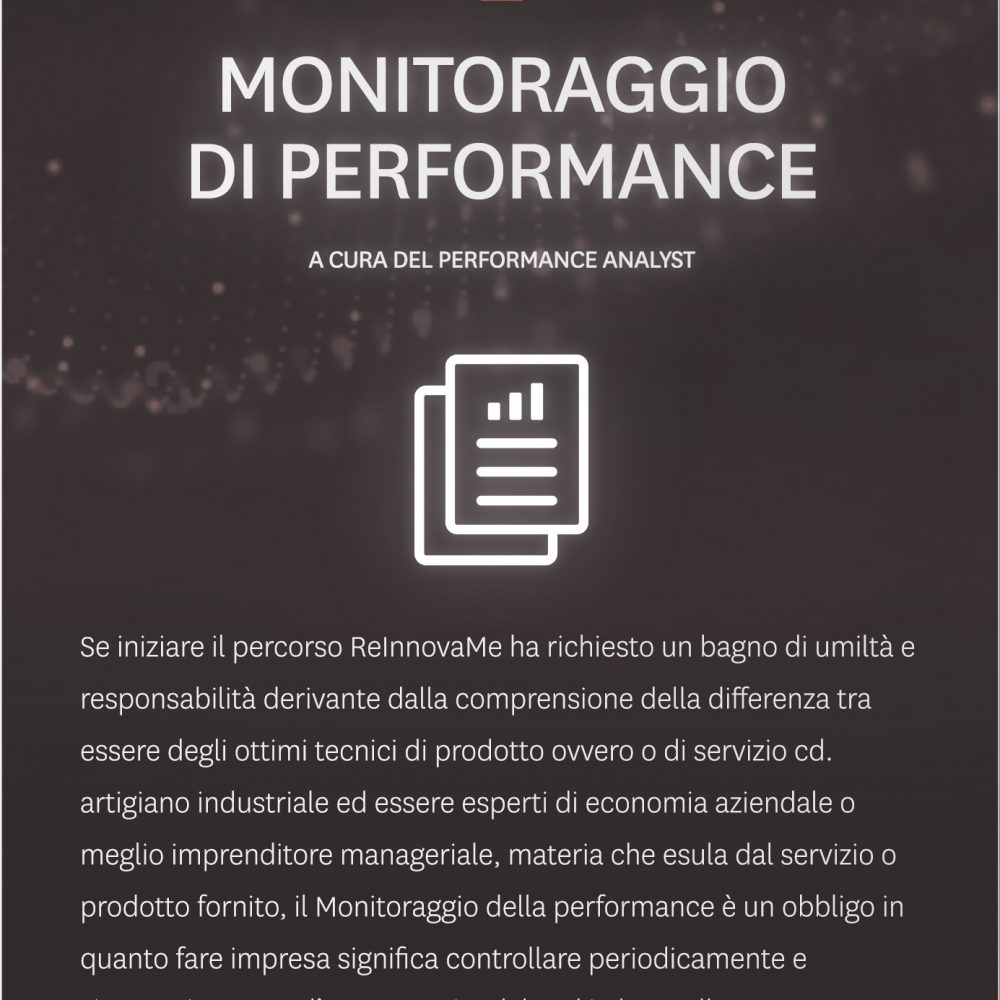 MONITORAGGIO
DI PERFORMANCE
A CURA DEL PERFORMANCE ANALYST
Se iniziare il percorso ReInnovaMe ha richiesto un bagno di umiltà e
responsabilità derivante dalla comprensione della differenza tra
essere degli ottimi tecnici di prodotto ovvero o di servizio cd.
artigiano industriale ed essere esperti di economia aziendale o
meglio imprenditore manageriale, materia che esula dal servizio o
prodotto fornito, il Monitoraggio della performance è un obbligo in
quanto fare impresa significa controllare periodicamente e